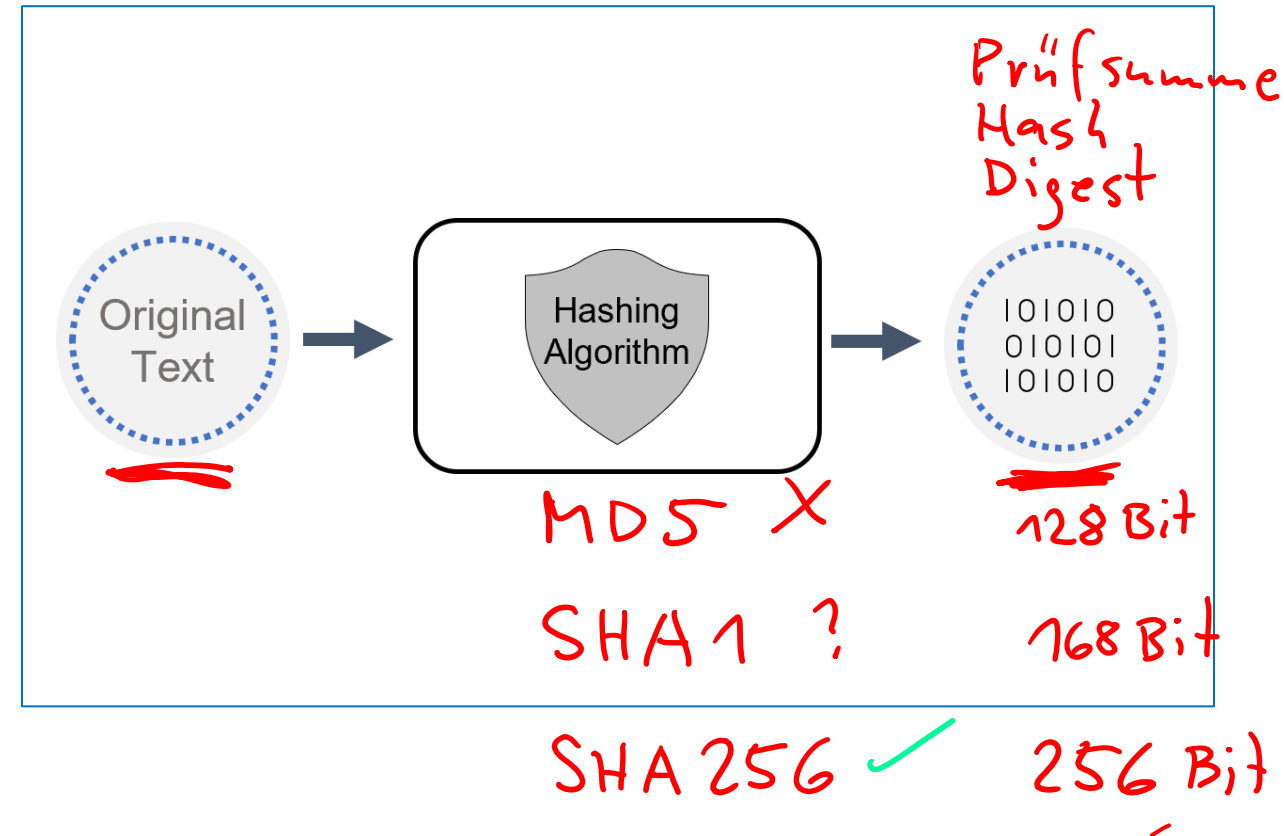 Prüfsumme
Hash
Digest
Original
Text
Hashing
Algorithm
101010
010101
101010
MD5 X 128 Bit
SHA1 ? 168 Bit
SHA256 ✓ 256 Bit